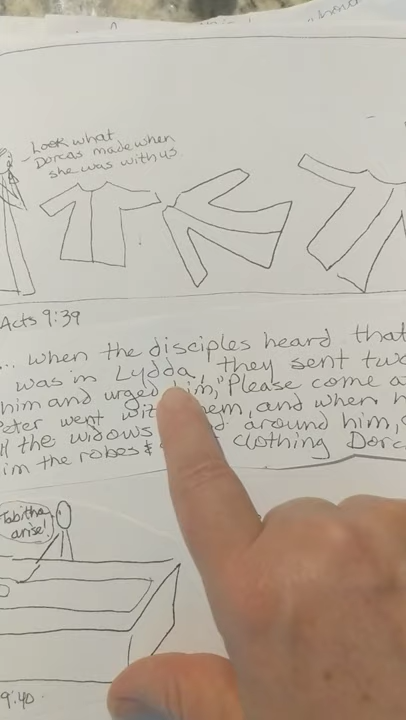 Look what
Dorcas made when
she was with us.
Acts 9:39
... when the disciples heard that
was in Lydda, they sent two
him and urged him, "Please come a
Peter went with them, and when h
the widows around him,
im the robes & clothing Dorc
Tabitha
arise!
9:40